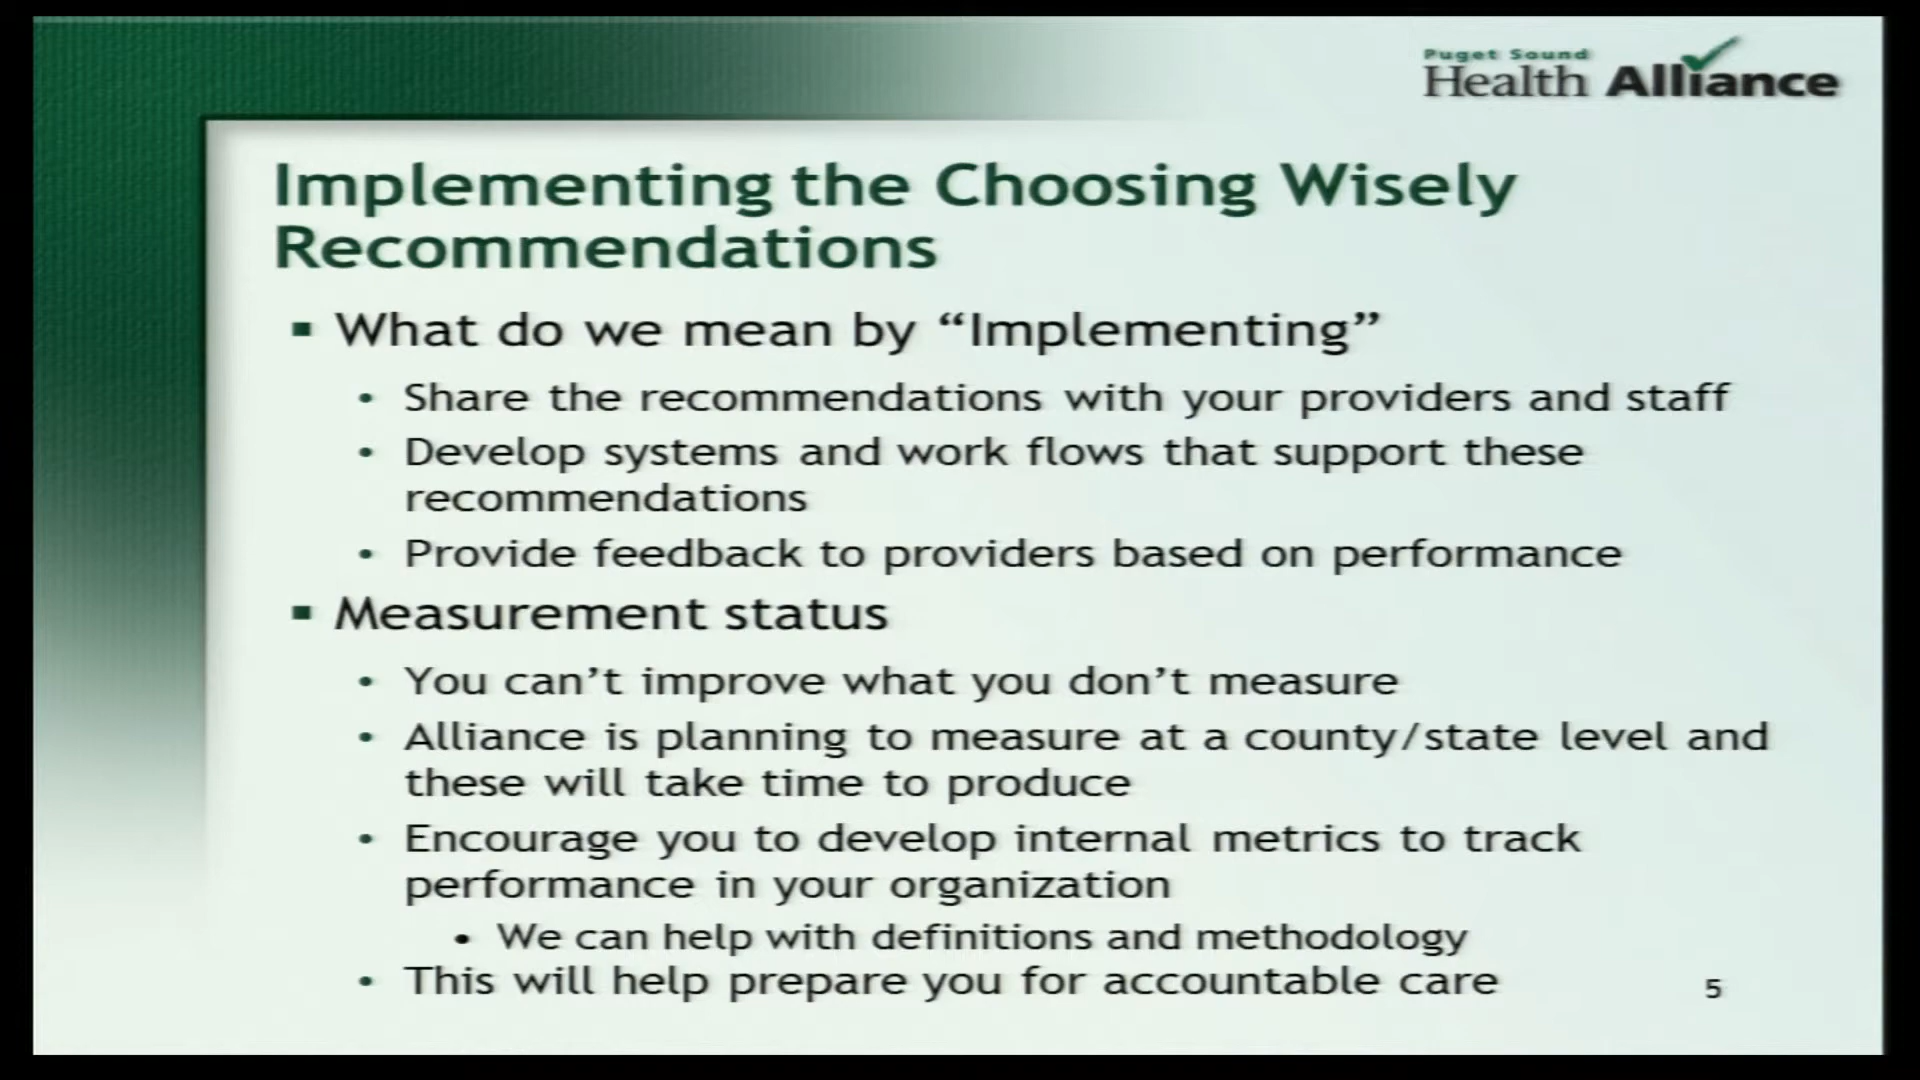 Puget Sound
Health Alliance
Implementing the Choosing Wisely
Recommendations
What do we mean by “Implementing”
Share the recommendations with your providers and staff
Develop systems and work flows that support these
recommendations
Provide feedback to providers based on performance
Measurement status
You can’t improve what you don’t measure
Alliance is planning to measure at a county/state level and
these will take time to produce
Encourage you to develop internal metrics to track
performance in your organization
We can help with definitions and methodology
This will help prepare you for accountable care
5